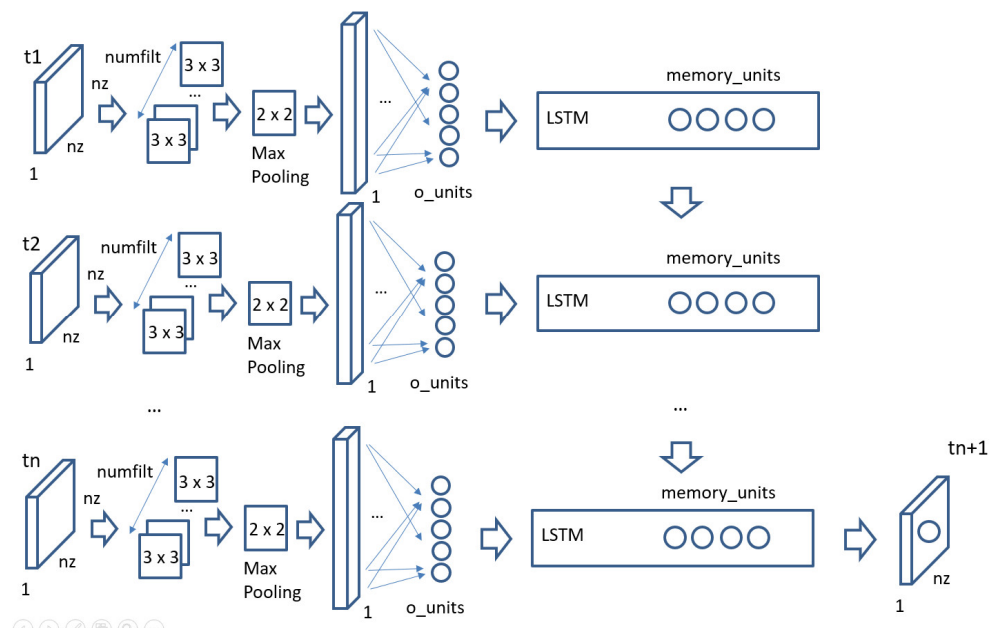 t1
numfilt
nz
3 x 3
...
3 x 3
nz
1
2 x 2
Max
Pooling
...
1
o_units
memory_units
LSTM
t2
numfilt
nz
3 x 3
...
3 x 3
nz
1
2 x 2
Max
Pooling
...
1
o_units
memory_units
LSTM
...
...
tn
numfilt
nz
3 x 3
...
3 x 3
nz
1
2 x 2
Max
Pooling
...
1
o_units
memory_units
LSTM
tn+1
nz
1